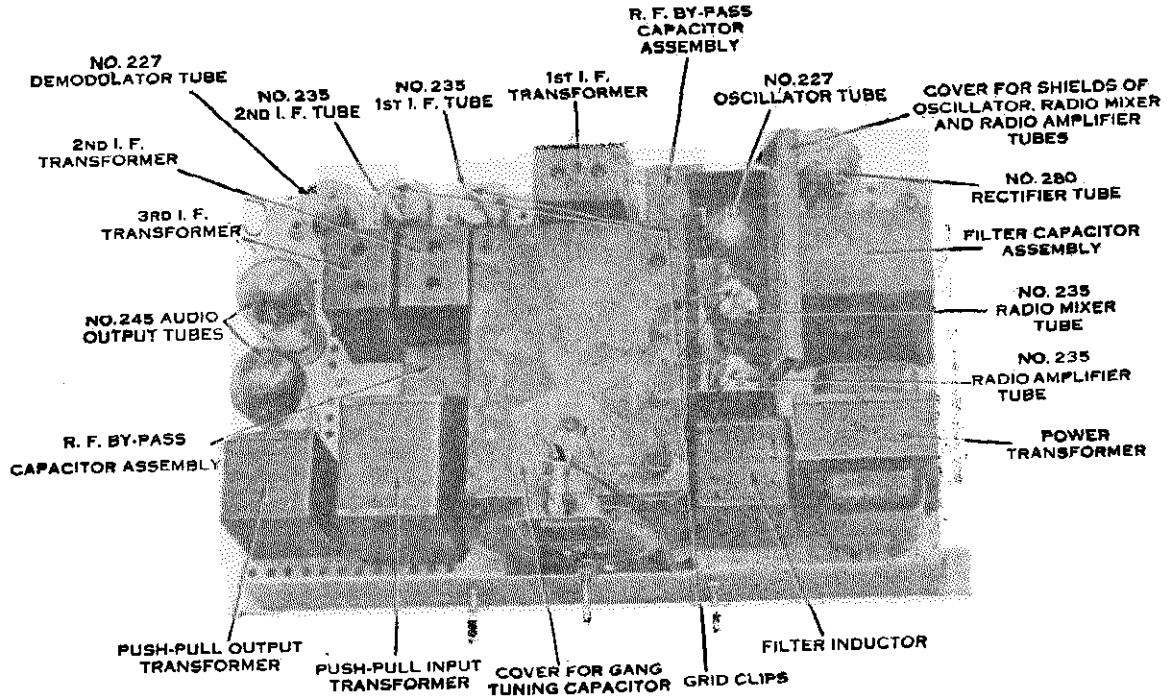 R. F. BY-PASS
CAPACITOR
ASSEMBLY
NO. 227
DEMODULATOR TUBE
NO. 235
2ND I. F. TUBE
NO. 235
1ST I. F. TUBE
1ST I. F.
TRANSFORMER
NO. 227
OSCILLATOR TUBE
COVER FOR SHIELDS OF
OSCILLATOR, RADIO MIXER
AND RADIO AMPLIFIER
TUBES
2ND I. F.
TRANSFORMER
3RD I. F.
TRANSFORMER
NO. 280
RECTIFIER TUBE
FILTER CAPACITOR
ASSEMBLY
NO. 245 AUDIO
OUTPUT TUBES
NO. 235
RADIO MIXER
TUBE
NO. 235
RADIO AMPLIFIER
TUBE
R. F. BY-PASS
CAPACITOR ASSEMBLY
POWER
TRANSFORMER
PUSH-PULL OUTPUT
TRANSFORMER
PUSH-PULL INPUT
TRANSFORMER
COVER FOR GANG
TUNING CAPACITOR
GRID CLIPS
FILTER INDUCTOR